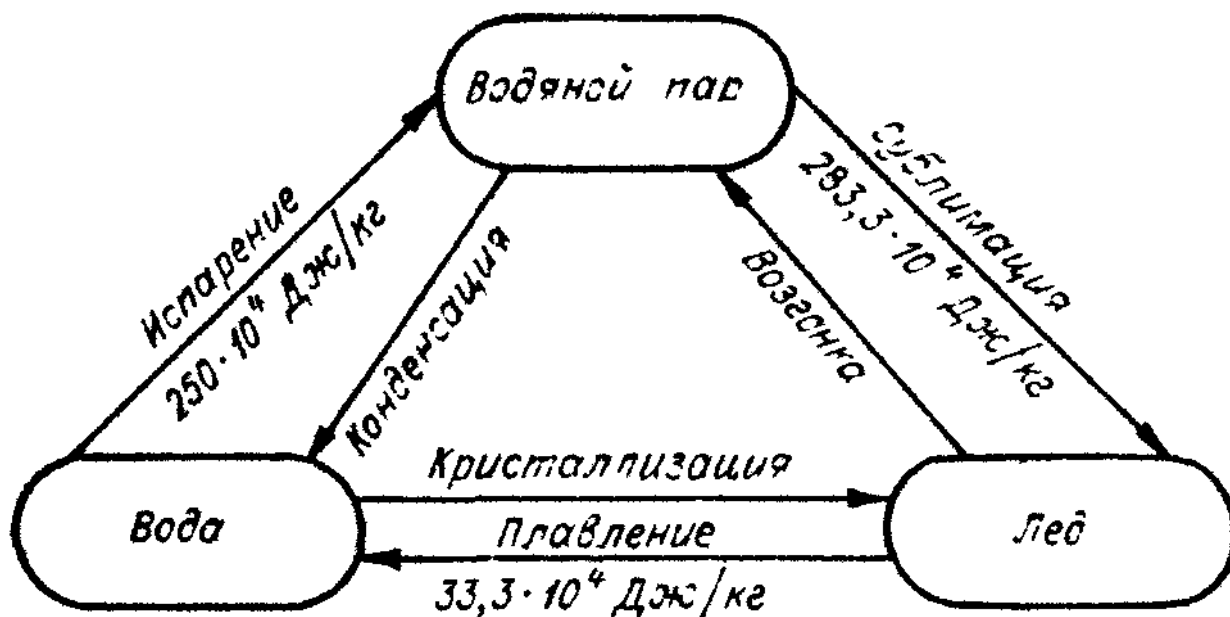 Водяной пар
Испарение
250·10⁴ Дж/кг
Конденсация
Сублимация
283,3·10⁴ Дж/кг
Возгонка
Кристаллизация
Вода
Плавление
Лед
33,3·10⁴ Дж/кг